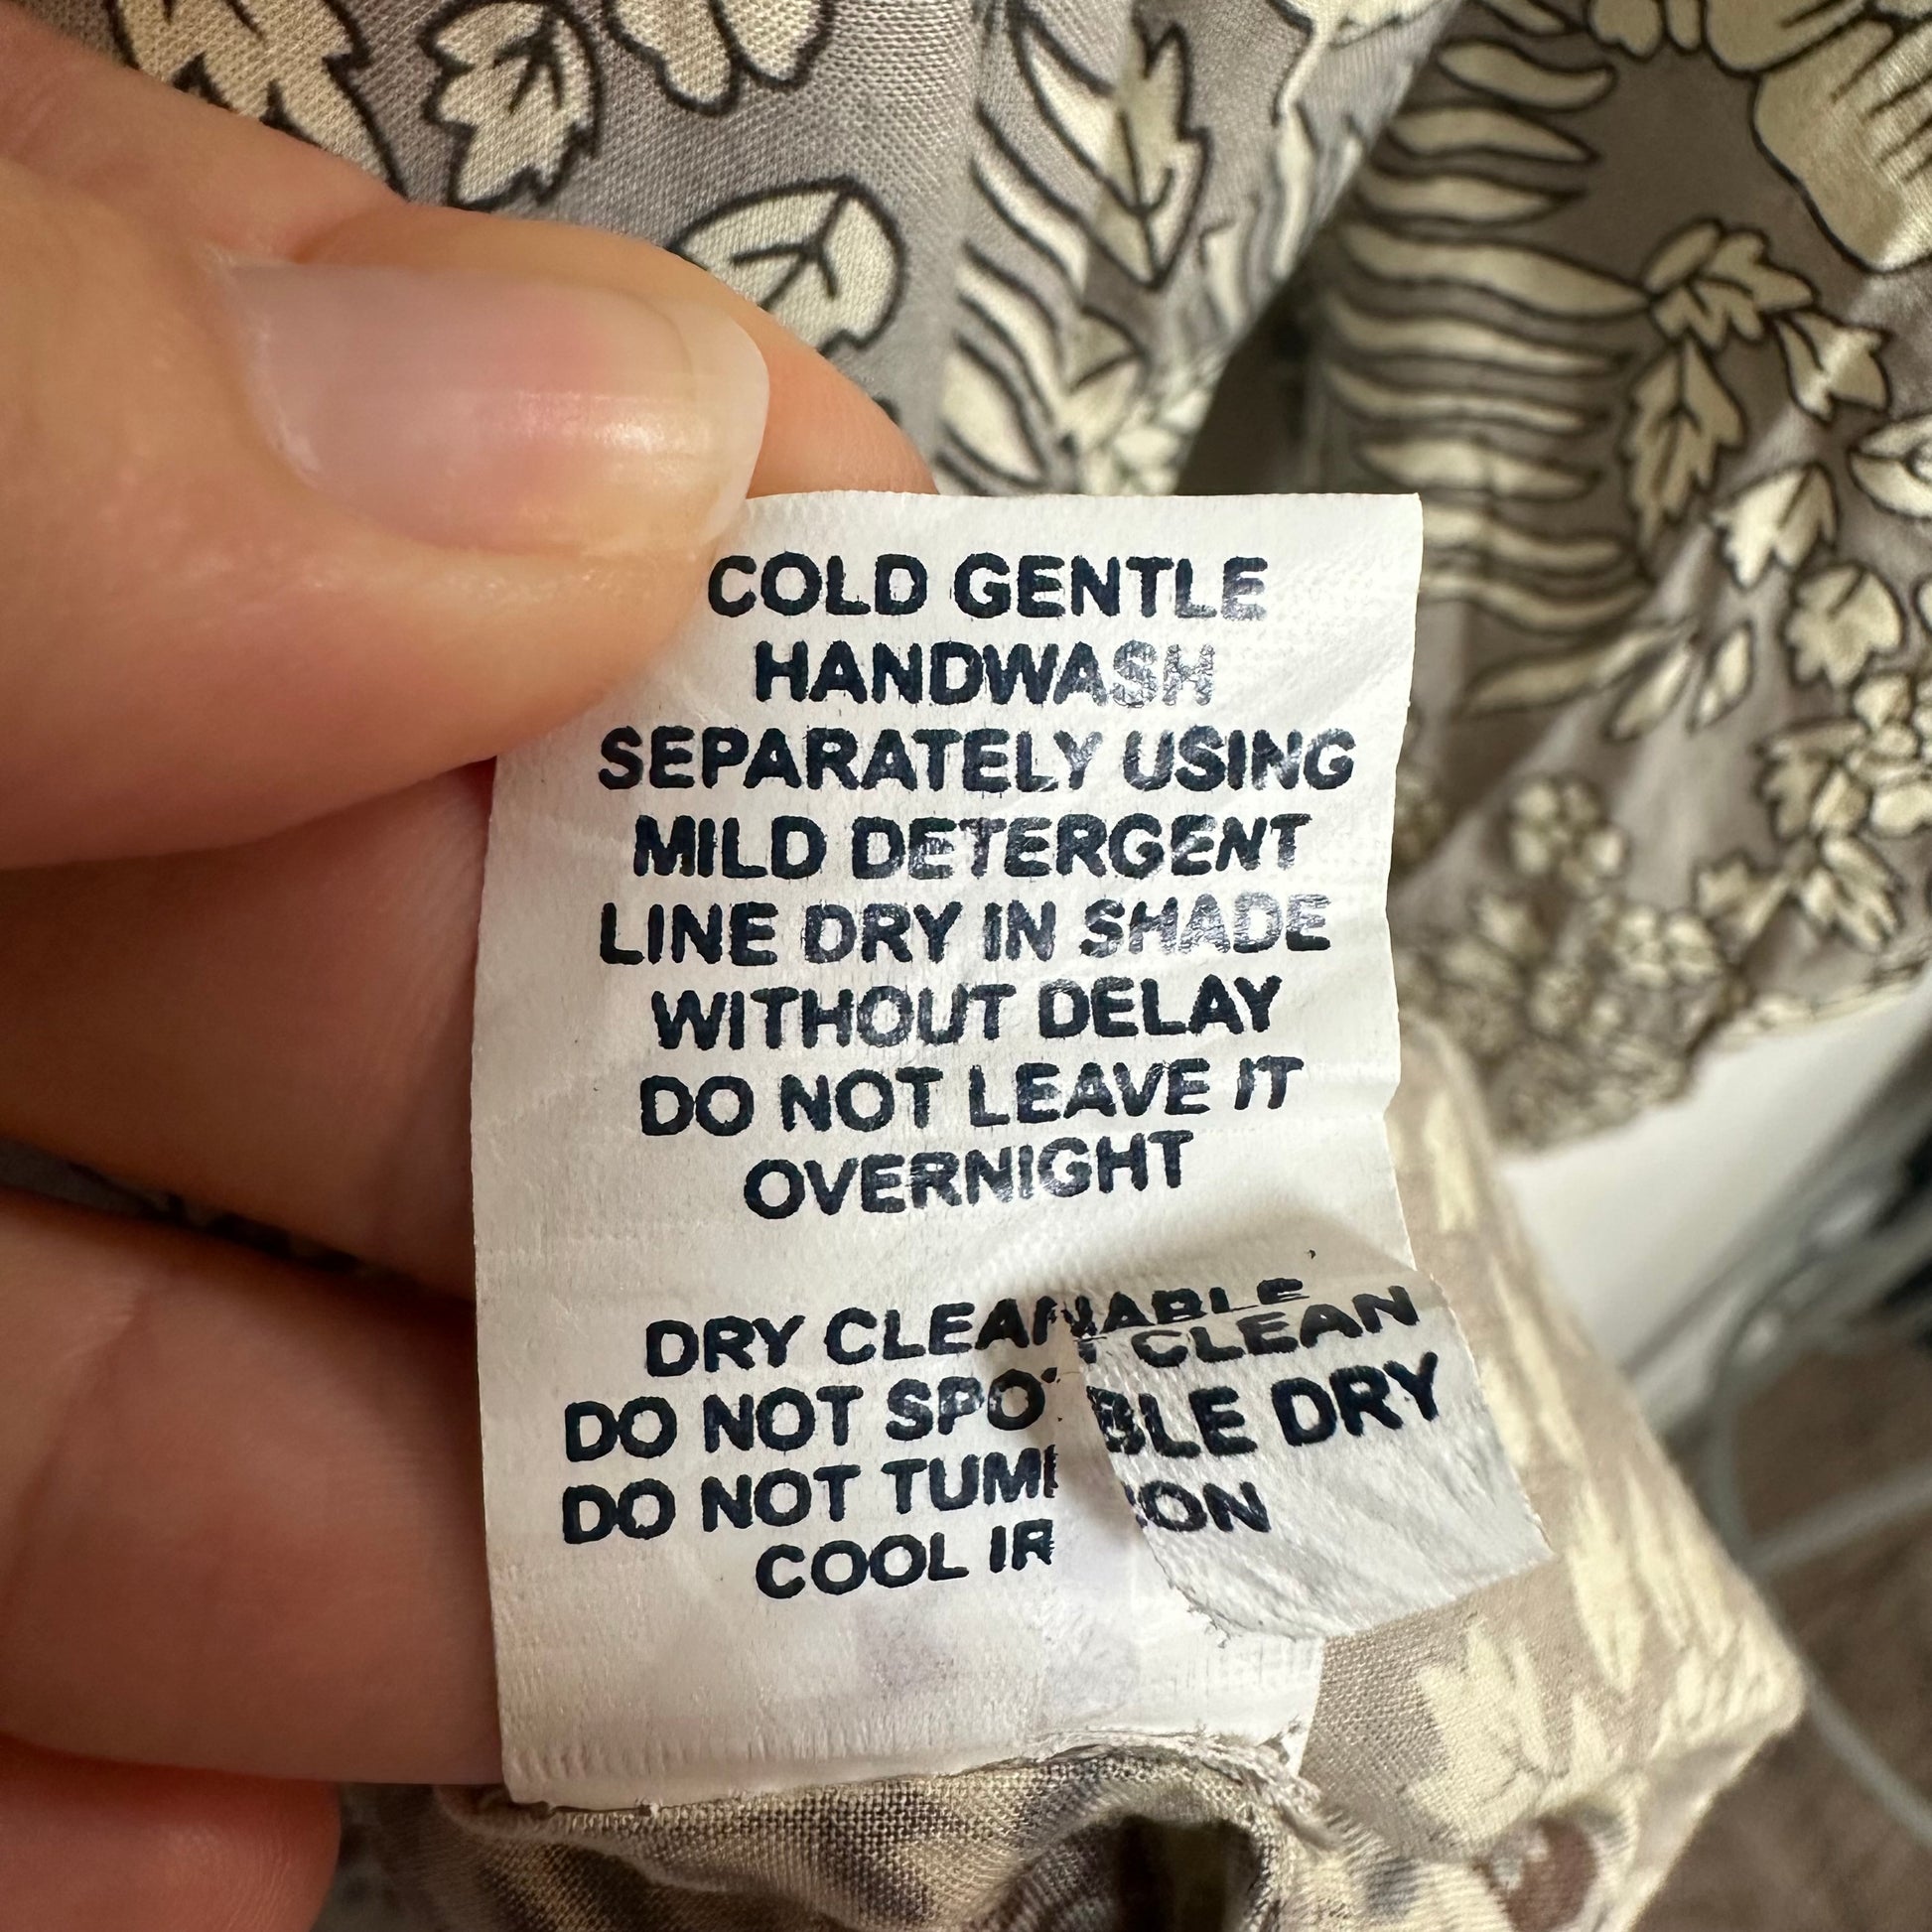 COLD GENTLE
HANDWASH
SEPARATELY USING
MILD DETERGENT
LINE DRY IN SHADE
WITHOUT DELAY
DO NOT LEAVE IT
OVERNIGHT
DRY CLEANABLE
DO NOT SPOT CLEAN
DO NOT TUMBLE DRY
COOL IRON